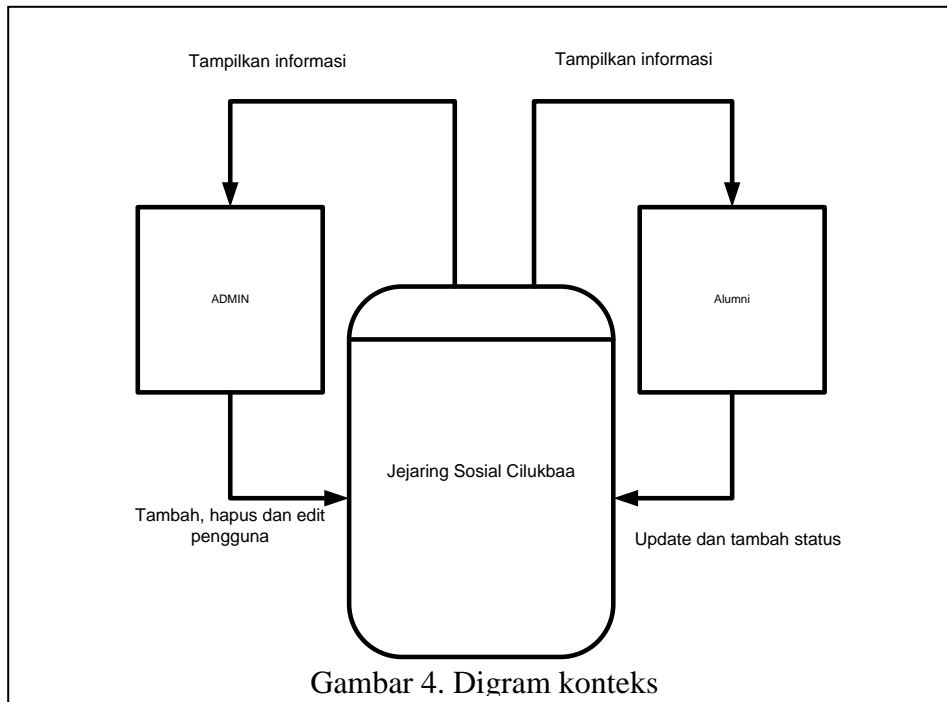 Tampilkan informasi
Tampilkan informasi
ADMIN
Alumni
Jejaring Sosial Cilukbaa
Tambah, hapus dan edit
pengguna
Update dan tambah status
Gambar 4. Digram konteks